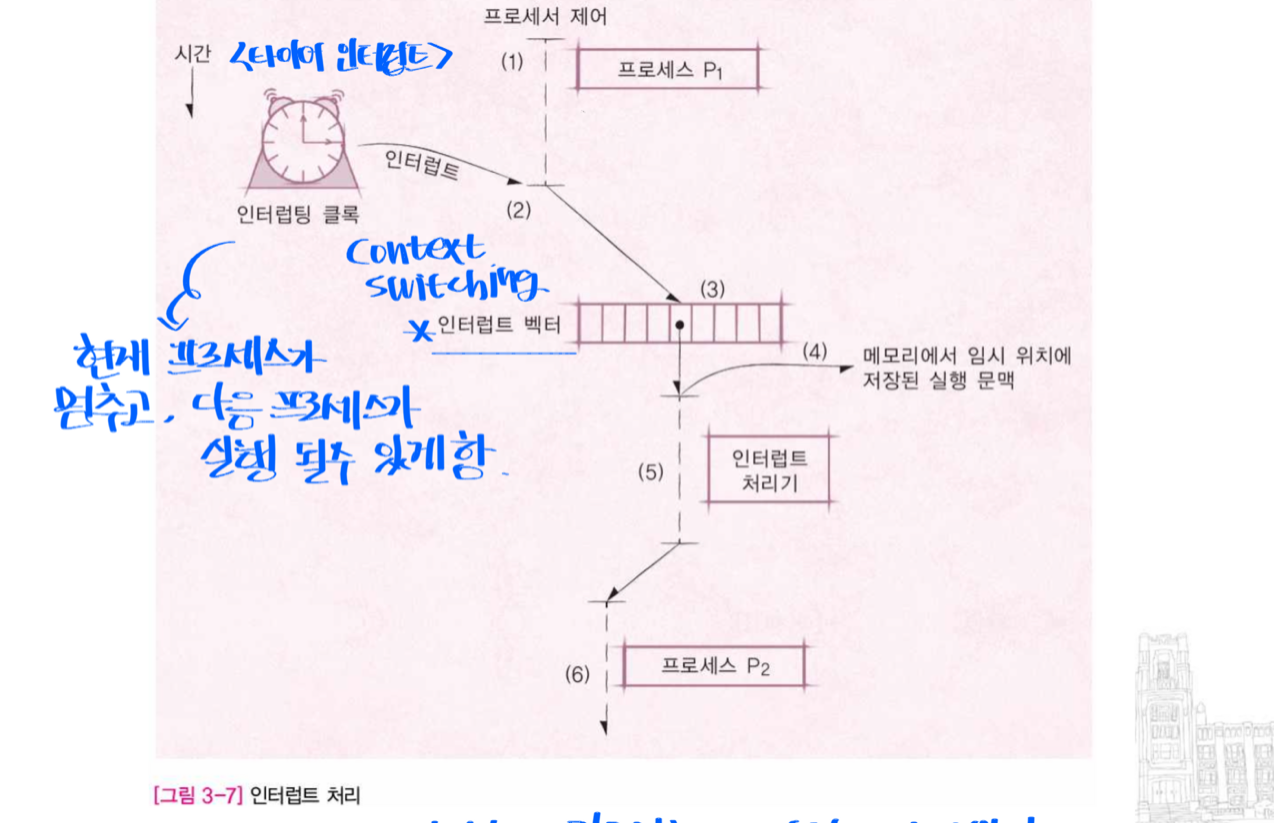 프로세서 제어
시간 <타이머 인터럽트>
(1) 프로세스 P1
인터럽트
인터럽팅 클록
(2)
Context
switching
(3)
* 인터럽트 벡터
(4) 메모리에서 임시 위치에
저장된 실행 문맥
현재 프로세스가
멈추고, 다음 프로세스가
실행 될수 있게함.
(5) 인터럽트
처리기
(6) 프로세스 P2
[그림 3-7] 인터럽트 처리